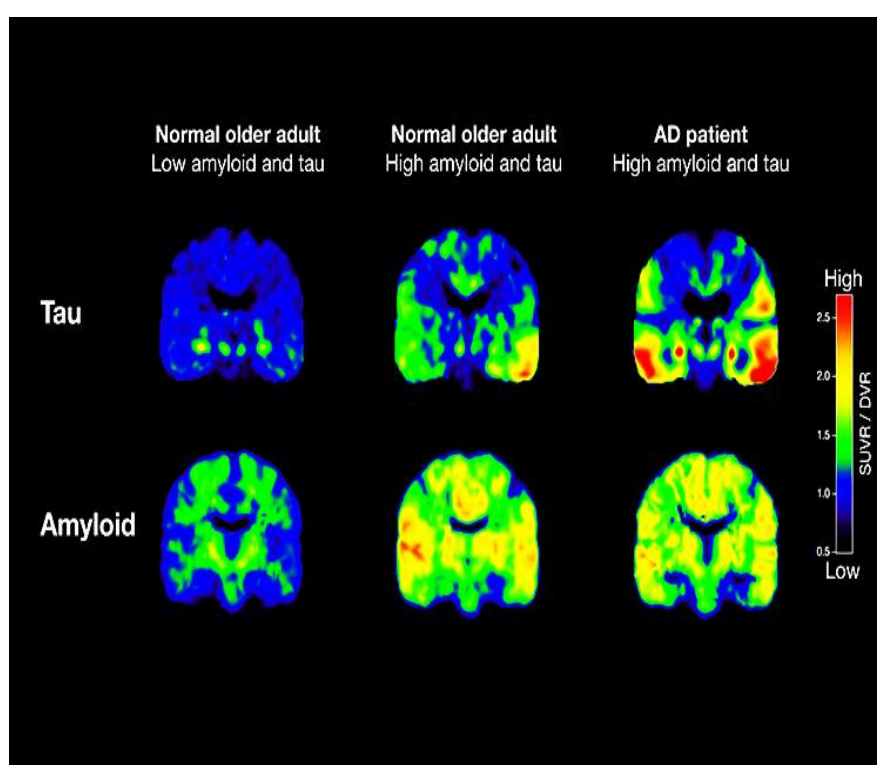 Normal older adult
Low amyloid and tau
Normal older adult
High amyloid and tau
AD patient
High amyloid and tau
Tau
Amyloid
High
2.5
2.0
1.5
1.0
0.5
Low
SUVR / DVR